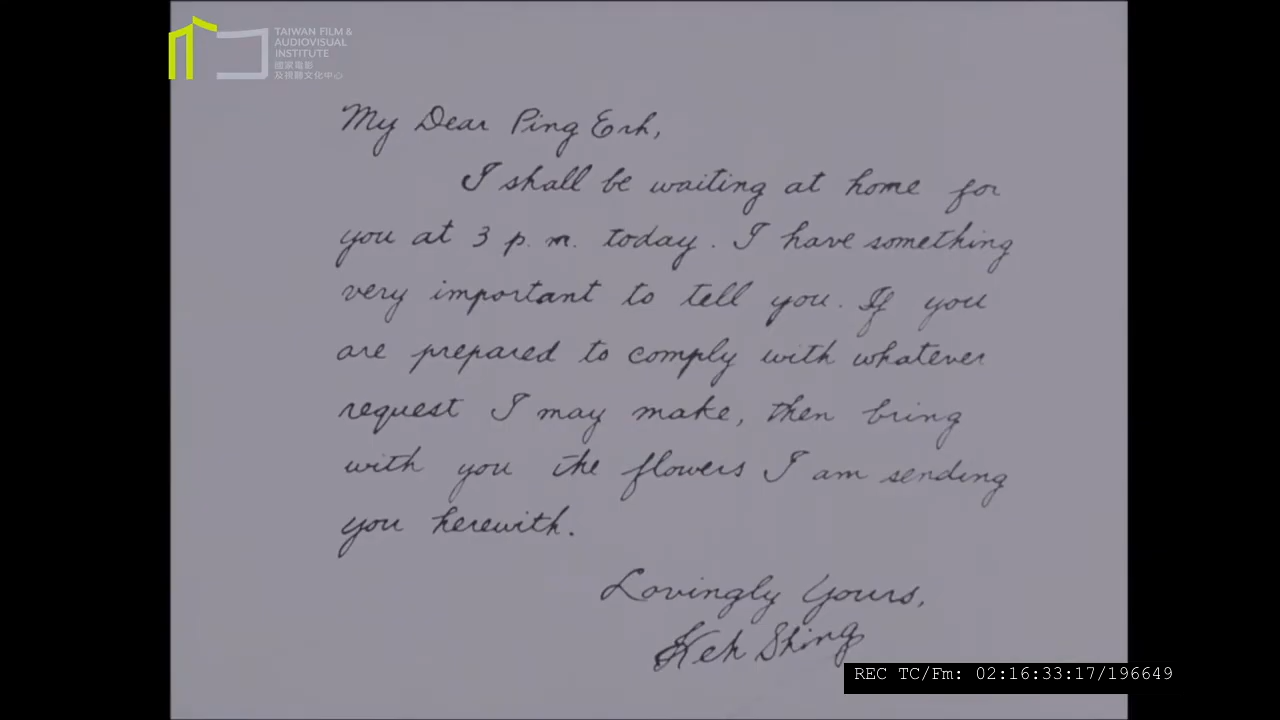 TAIWAN FILM &
AUDIOVISUAL
INSTITUTE
國家電影
及視聽文化中心
My Dear Ping Erh,
I shall be waiting at home for
you at 3 p. m. today. I have something
very important to tell you. If you
are prepared to comply with whatever
request I may make, then bring
with you the flowers I am sending
you herewith.
Lovingly Yours,
Keh Shing
REC TC/Fm: 02:16:33:17/196649